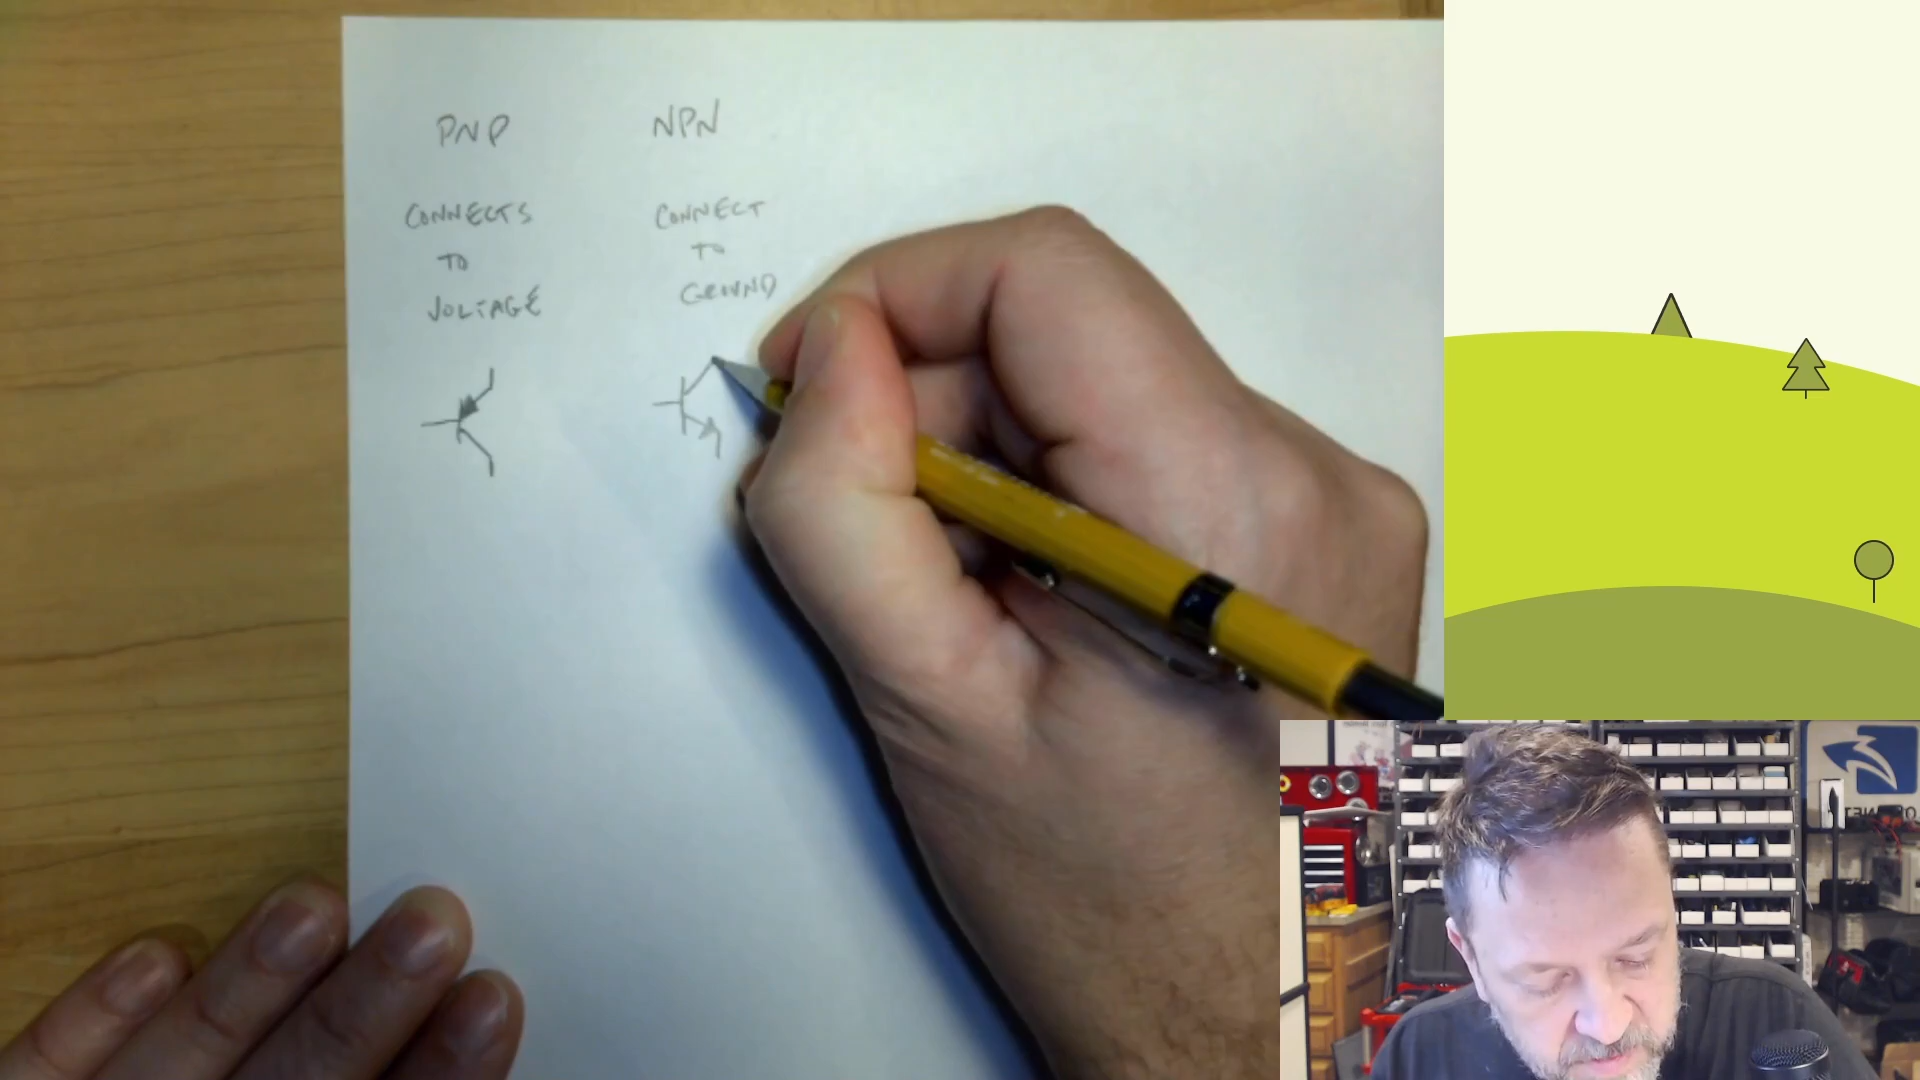 PNP
NPN
CONNECTS
TO
VOLTAGE
CONNECT
TO
GROUND